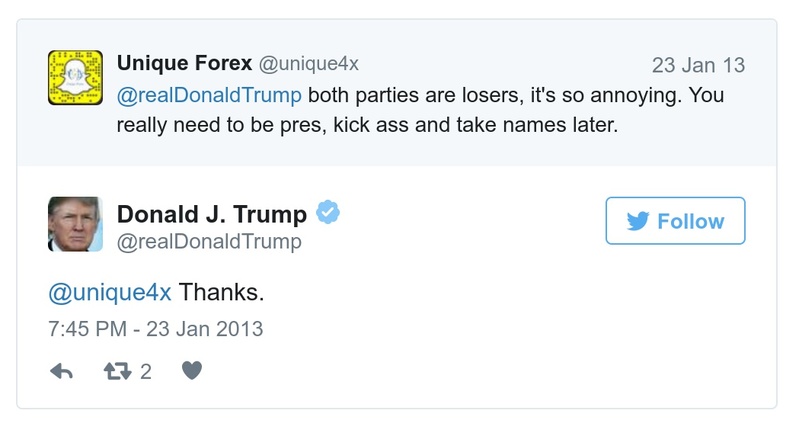 Unique Forex @unique4x 23 Jan 13
@realDonaldTrump both parties are losers, it's so annoying. You
really need to be pres, kick ass and take names later.
Donald J. Trump
@realDonaldTrump
Follow
@unique4x Thanks.
7:45 PM - 23 Jan 2013
2